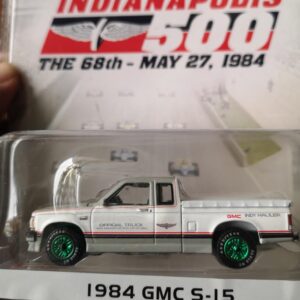 INDIANAPOLIS
500
THE 68th - MAY 27, 1984
OFFICIAL TRUCK
GMC INDY HAULER
1984 GMC S-15